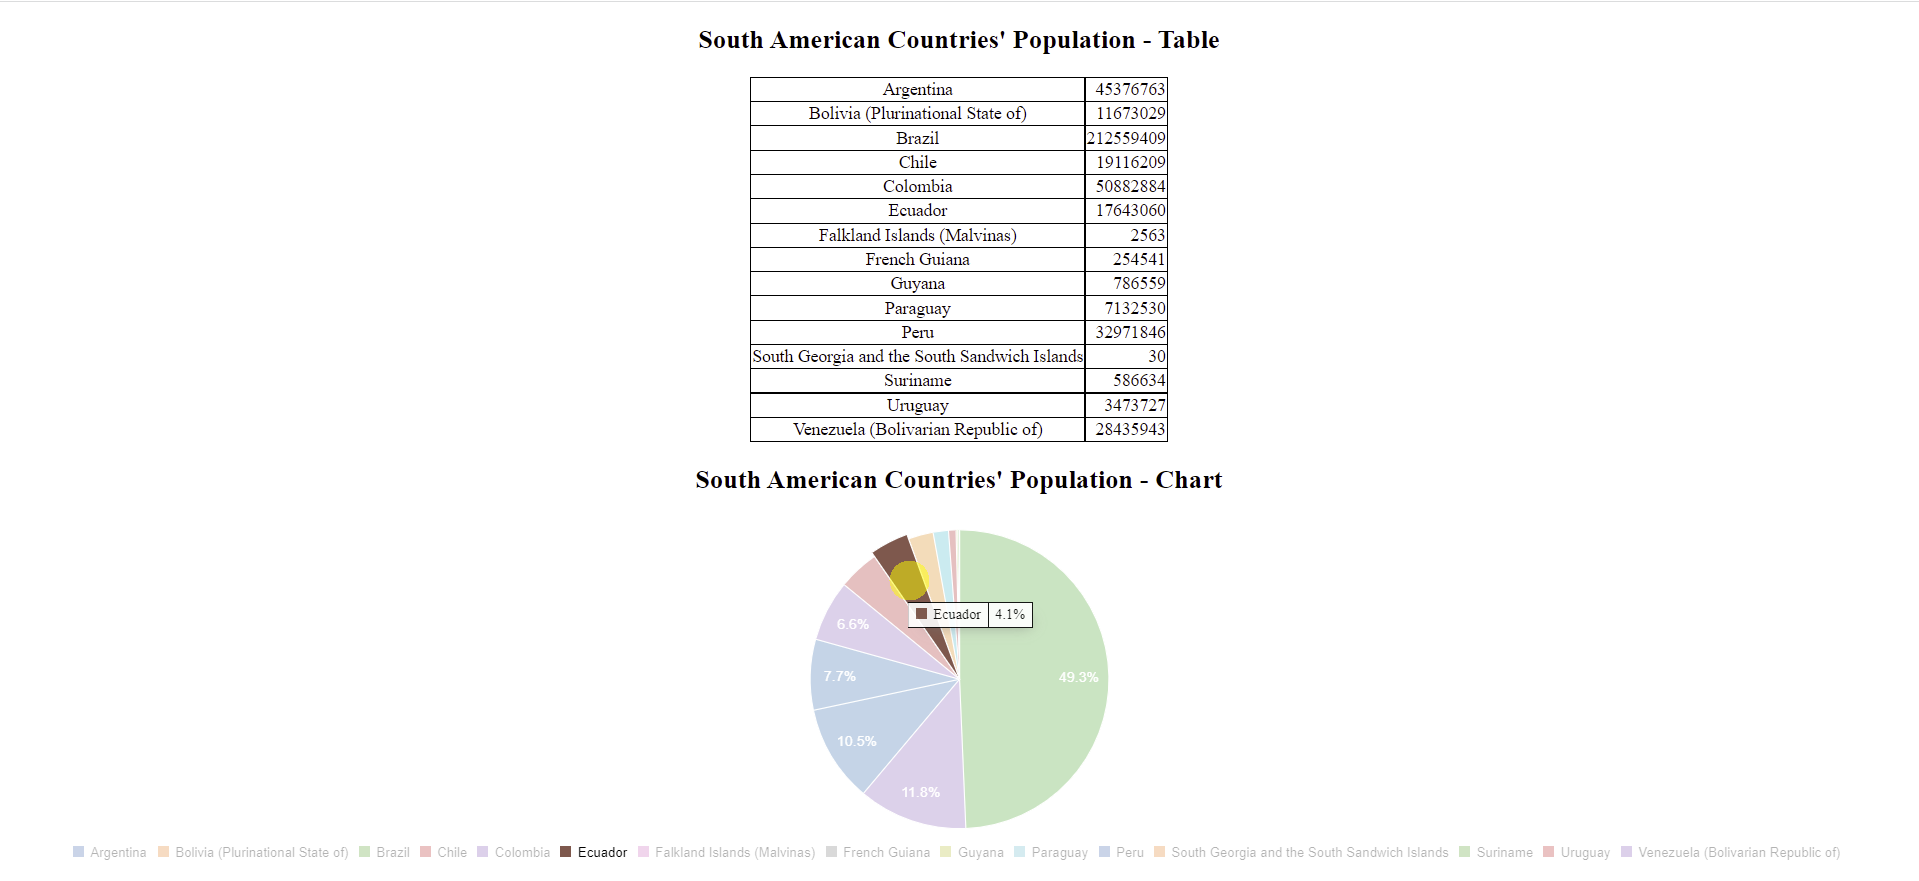 South American Countries' Population - Table
Argentina 45376763
Bolivia (Plurinational State of) 11673029
Brazil 212559409
Chile 19116209
Colombia 50882884
Ecuador 17643060
Falkland Islands (Malvinas) 2563
French Guiana 254541
Guyana 786559
Paraguay 7132530
Peru 32971846
South Georgia and the South Sandwich Islands 30
Suriname 586634
Uruguay 3473727
Venezuela (Bolivarian Republic of) 28435943
South American Countries' Population - Chart
Ecuador 4.1%
6.6%
7.7% 49.3%
10.5%
11.8%
Argentina Bolivia (Plurinational State of) Brazil Chile Colombia Ecuador Falkland Islands (Malvinas) French Guiana Guyana Paraguay Peru South Georgia and the South Sandwich Islands Suriname Uruguay Venezuela (Bolivarian Republic of)